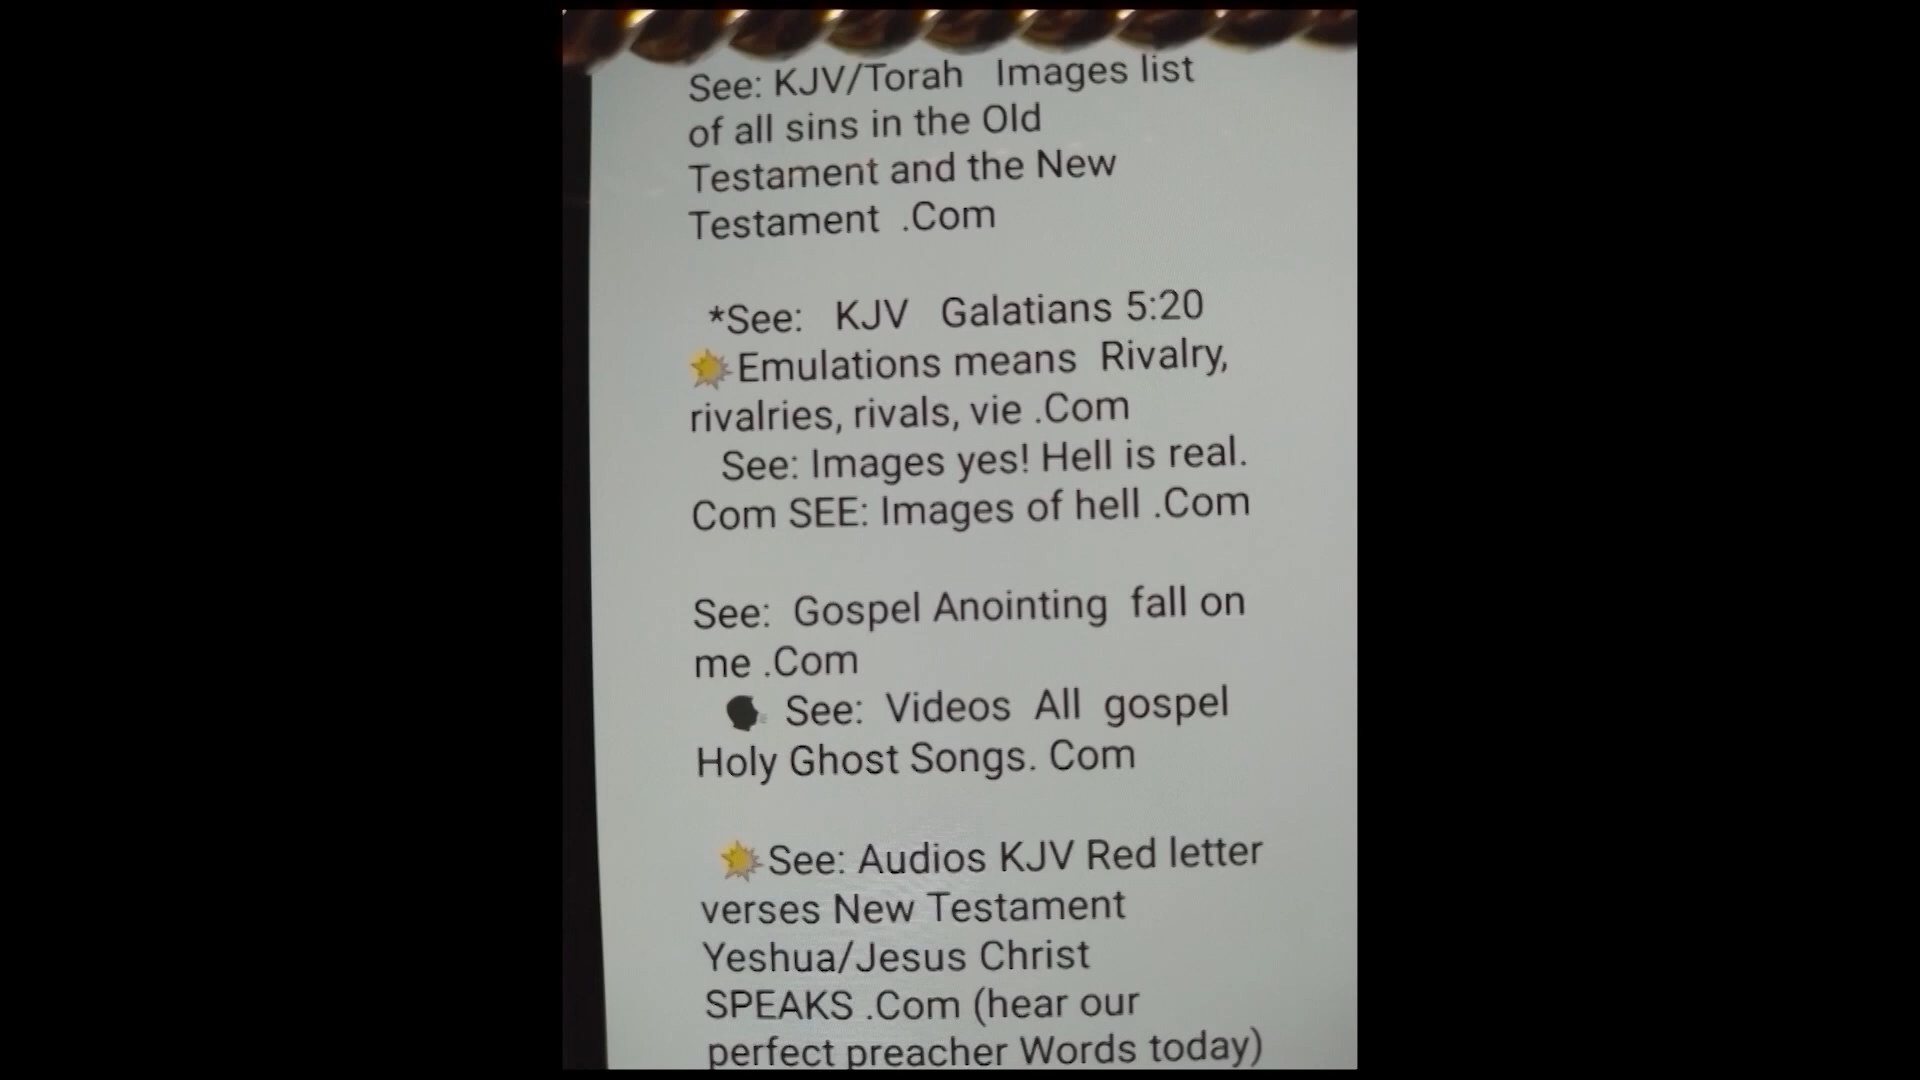 See: KJV/Torah Images list
of all sins in the Old
Testament and the New
Testament .Com
*See: KJV Galatians 5:20
Emulations means Rivalry,
rivalries, rivals, vie .Com
See: Images yes! Hell is real.
Com SEE: Images of hell .Com
See: Gospel Anointing fall on
me .Com
See: Videos All gospel
Holy Ghost Songs. Com
See: Audios KJV Red letter
verses New Testament
Yeshua/Jesus Christ
SPEAKS .Com (hear our
perfect preacher Words today)